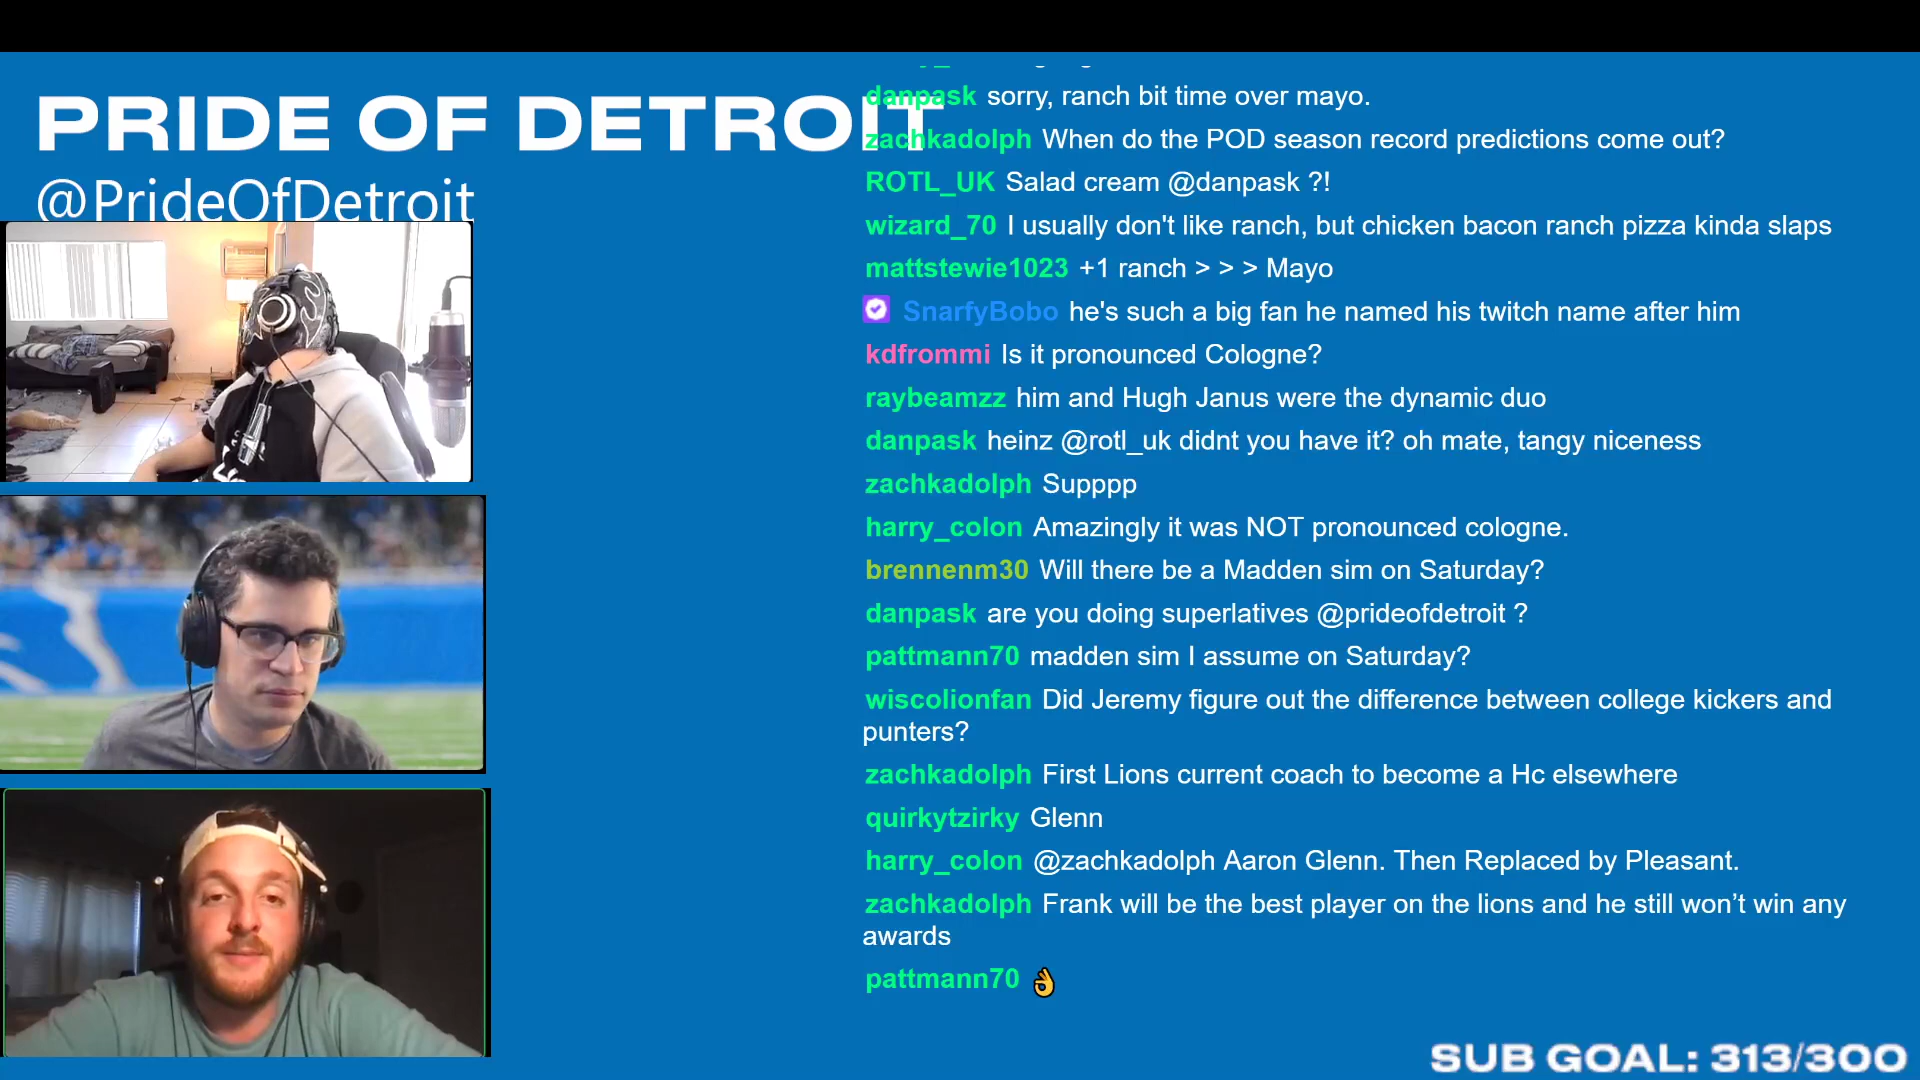 PRIDE OF DETROIT
@PrideOfDetroit
danpask sorry, ranch bit time over mayo.
zachkadolph When do the POD season record predictions come out?
ROTL_UK Salad cream @danpask ?!
wizard_70 I usually don't like ranch, but chicken bacon ranch pizza kinda slaps
mattstewie1023 +1 ranch > > > Mayo
SnarfyBobo he's such a big fan he named his twitch name after him
kdfrommi Is it pronounced Cologne?
raybeamzz him and Hugh Janus were the dynamic duo
danpask heinz @rotl_uk didnt you have it? oh mate, tangy niceness
zachkadolph Supppp
harry_colon Amazingly it was NOT pronounced cologne.
brennenm30 Will there be a Madden sim on Saturday?
danpask are you doing superlatives @prideofdetroit ?
pattmann70 madden sim I assume on Saturday?
wiscolionfan Did Jeremy figure out the difference between college kickers and
punters?
zachkadolph First Lions current coach to become a Hc elsewhere
quirkytzirky Glenn
harry_colon @zachkadolph Aaron Glenn. Then Replaced by Pleasant.
zachkadolph Frank will be the best player on the lions and he still won’t win any
awards
pattmann70 👌
SUB GOAL: 313/300